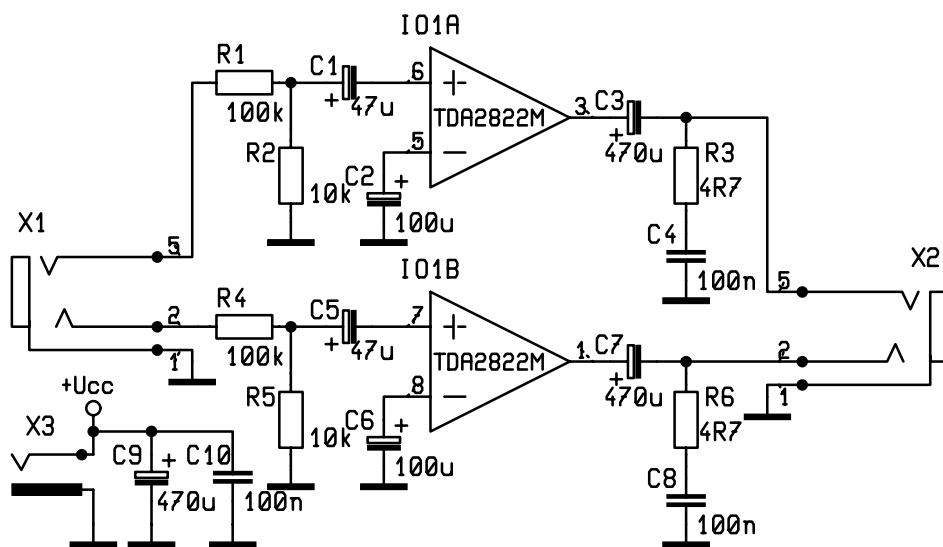 IO1A
R1
C1
6
100k
47u
TDA2822M
3
C3
R2
5
470u
R3
10k
C2
4R7
100u
X1
C4
5
IO1B
100n
X2
R4
C5
7
5
2
100k
47u
TDA2822M
1
C7
2
1
8
470u
R6
1
+Ucc
R5
4R7
X3
10k
C6
C9
C10
100u
C8
470u
100n
100n